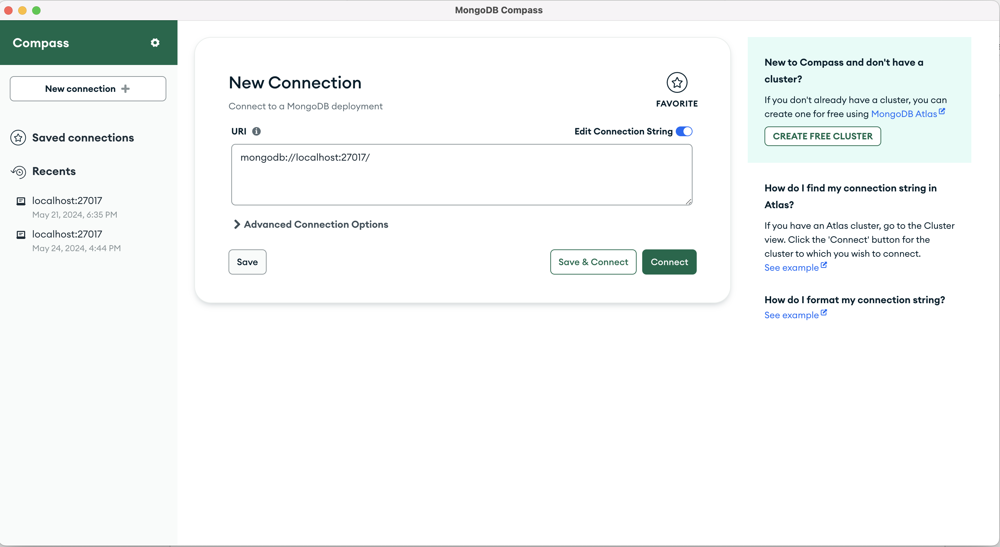 MongoDB Compass
Compass
New connection
Saved connections
Recents
localhost:27017
May 21, 2024, 6:35 PM
localhost:27017
May 24, 2024, 4:44 PM
New Connection
Connect to a MongoDB deployment
FAVORITE
URI
Edit Connection String
mongodb://localhost:27017/
Advanced Connection Options
Save
Save & Connect
Connect
New to Compass and don't have a
cluster?
If you don't already have a cluster, you can
create one for free using MongoDB Atlas
CREATE FREE CLUSTER
How do I find my connection string in
Atlas?
If you have an Atlas cluster, go to the Cluster
view. Click the 'Connect' button for the
cluster to which you wish to connect.
See example
How do I format my connection string?
See example